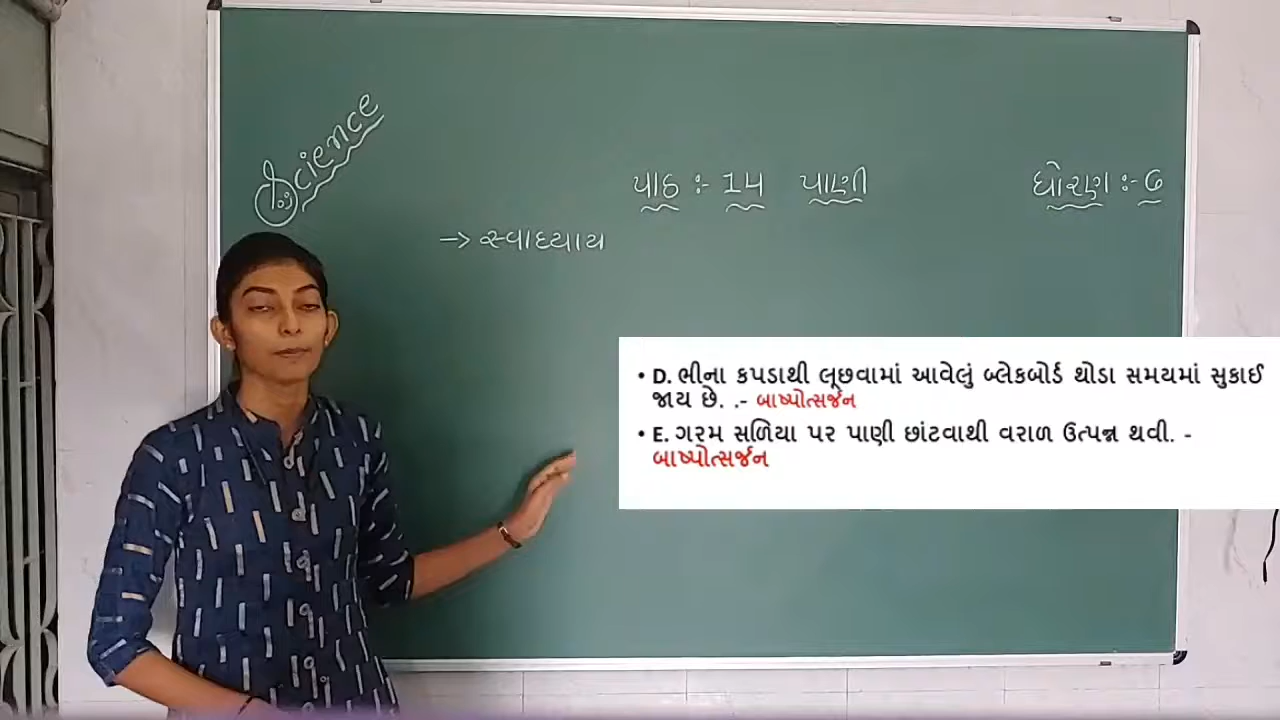 Science
પાઠ :- 14 પાણી
ધોરણ :- 6
→ સ્વાધ્યાય
• D. ભીના કપડાથી લૂછવામાં આવેલું બ્લેકબોર્ડ થોડા સમયમાં સુકાઈ
જાય છે. .- બાષ્પોત્સર્જન
• E. ગરમ સળિયા પર પાણી છાંટવાથી વરાળ ઉત્પન્ન થવી. -
બાષ્પોત્સર્જન